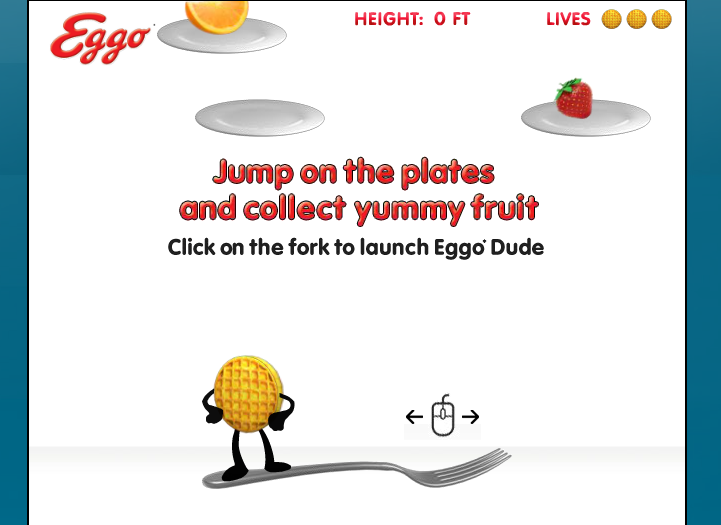 Eggo
HEIGHT: 0 FT
LIVES
Jump on the plates
and collect yummy fruit
Click on the fork to launch Eggo Dude